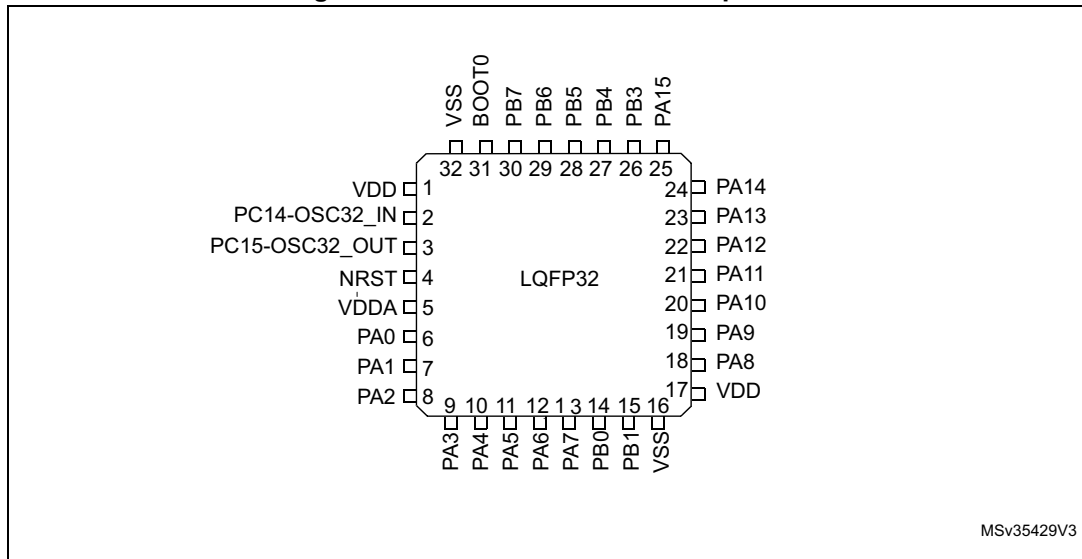 VSS
BOOT0
PB7
PB6
PB5
PB4
PB3
PA15
32 31 30 29 28 27 26 25
VDD 1
24 PA14
PC14-OSC32_IN 2
23 PA13
PC15-OSC32_OUT 3
22 PA12
NRST 4
LQFP32
21 PA11
VDDA 5
20 PA10
PA0 6
19 PA9
PA1 7
18 PA8
PA2 8
17 VDD
9 10 11 12 13 14 15 16
PA3
PA4
PA5
PA6
PA7
PB0
PB1
VSS
MSv35429V3